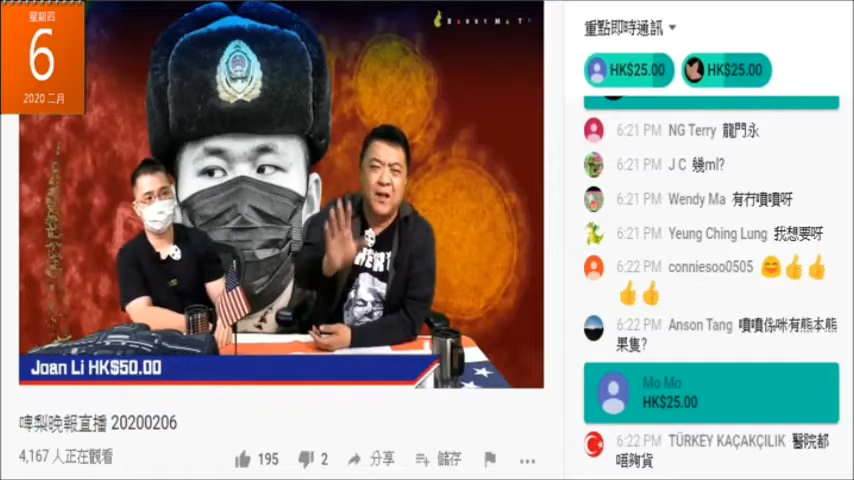 星期四
6
2020 二月
BARRY MA T
Joan Li HK$50.00
啤梨晚報直播 20200206
4,167 人正在觀看
195
2
分享
儲存
重點即時通訊
HK$25.00
HK$25.00
6:21 PM NG Terry 龍門永
6:21 PM J C 幾ml?
6:21 PM Wendy Ma 有冇噴噴呀
6:21 PM Yeung Ching Lung 我想要呀
6:22 PM conniesoo0505 😄👍👍
👍👍
6:22 PM Anson Tang 噴噴係咪有熊本熊
果隻?
Mo Mo
HK$25.00
6:22 PM TÜRKEY KAÇAKÇILIK 醫院都
唔夠貨